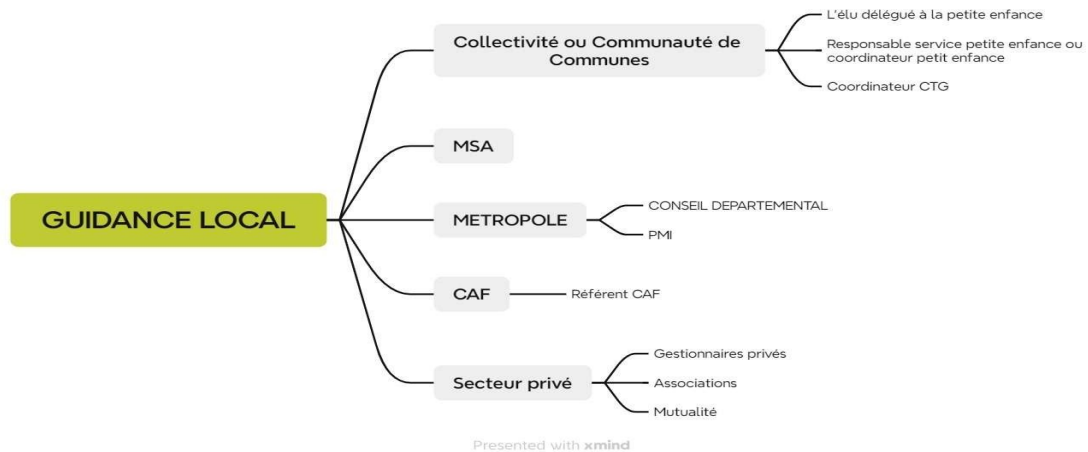 GUIDANCE LOCAL
Collectivité ou Communauté de
Communes
L'élu délégué à la petite enfance
Responsable service petite enfance ou
coordinateur petit enfance
Coordinateur CTG
MSA
METROPOLE
CONSEIL DEPARTEMENTAL
PMI
CAF
Référent CAF
Secteur privé
Gestionnaires privés
Associations
Mutualité
Presented with xmind